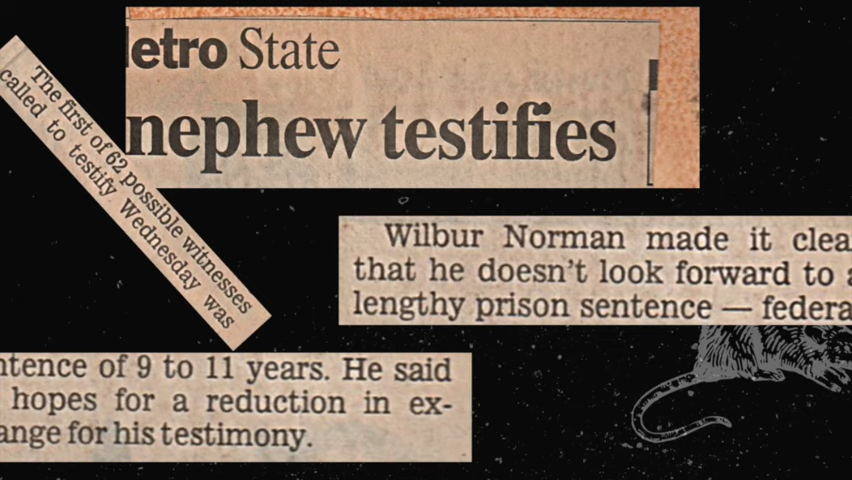 etro State
nephew testifies
The first of 62 possible witnesses
called to testify Wednesday was
Wilbur Norman made it clea
that he doesn't look forward to a
lengthy prison sentence — federa
ntence of 9 to 11 years. He said
hopes for a reduction in ex-
ange for his testimony.